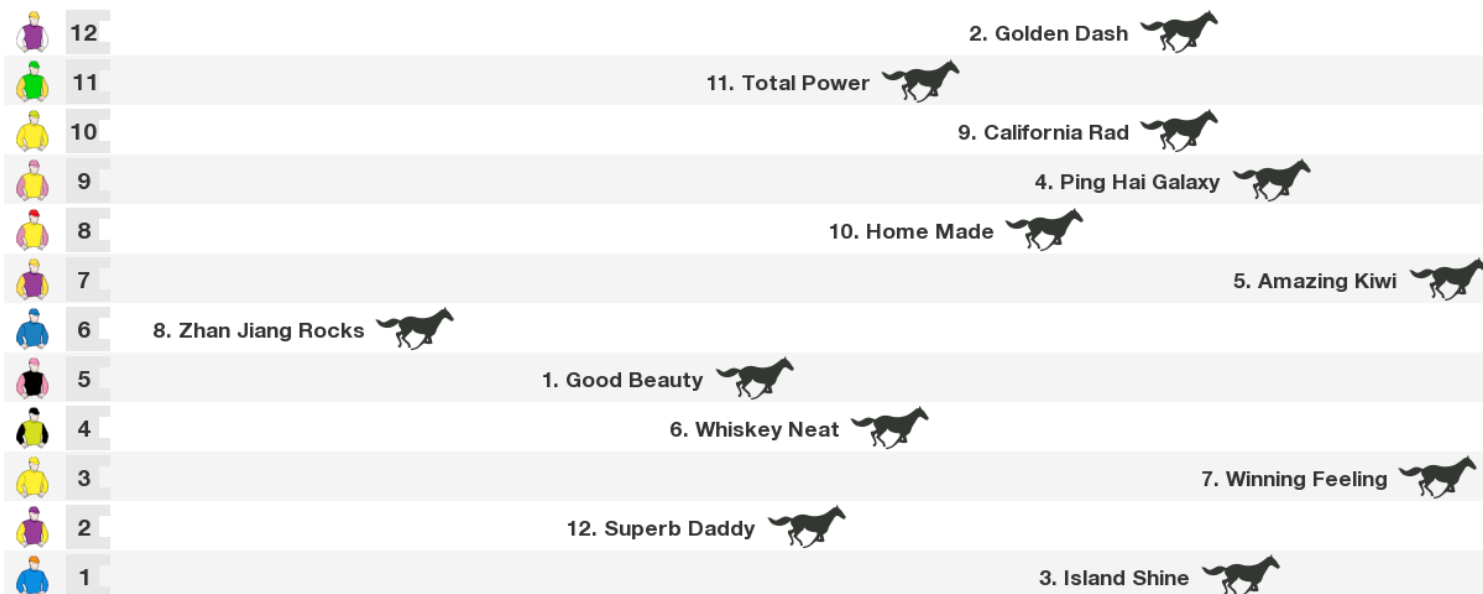 12 2. Golden Dash
11 11. Total Power
10 9. California Rad
9 4. Ping Hai Galaxy
8 10. Home Made
7 5. Amazing Kiwi
6 8. Zhan Jiang Rocks
5 1. Good Beauty
4 6. Whiskey Neat
3 7. Winning Feeling
2 12. Superb Daddy
1 3. Island Shine